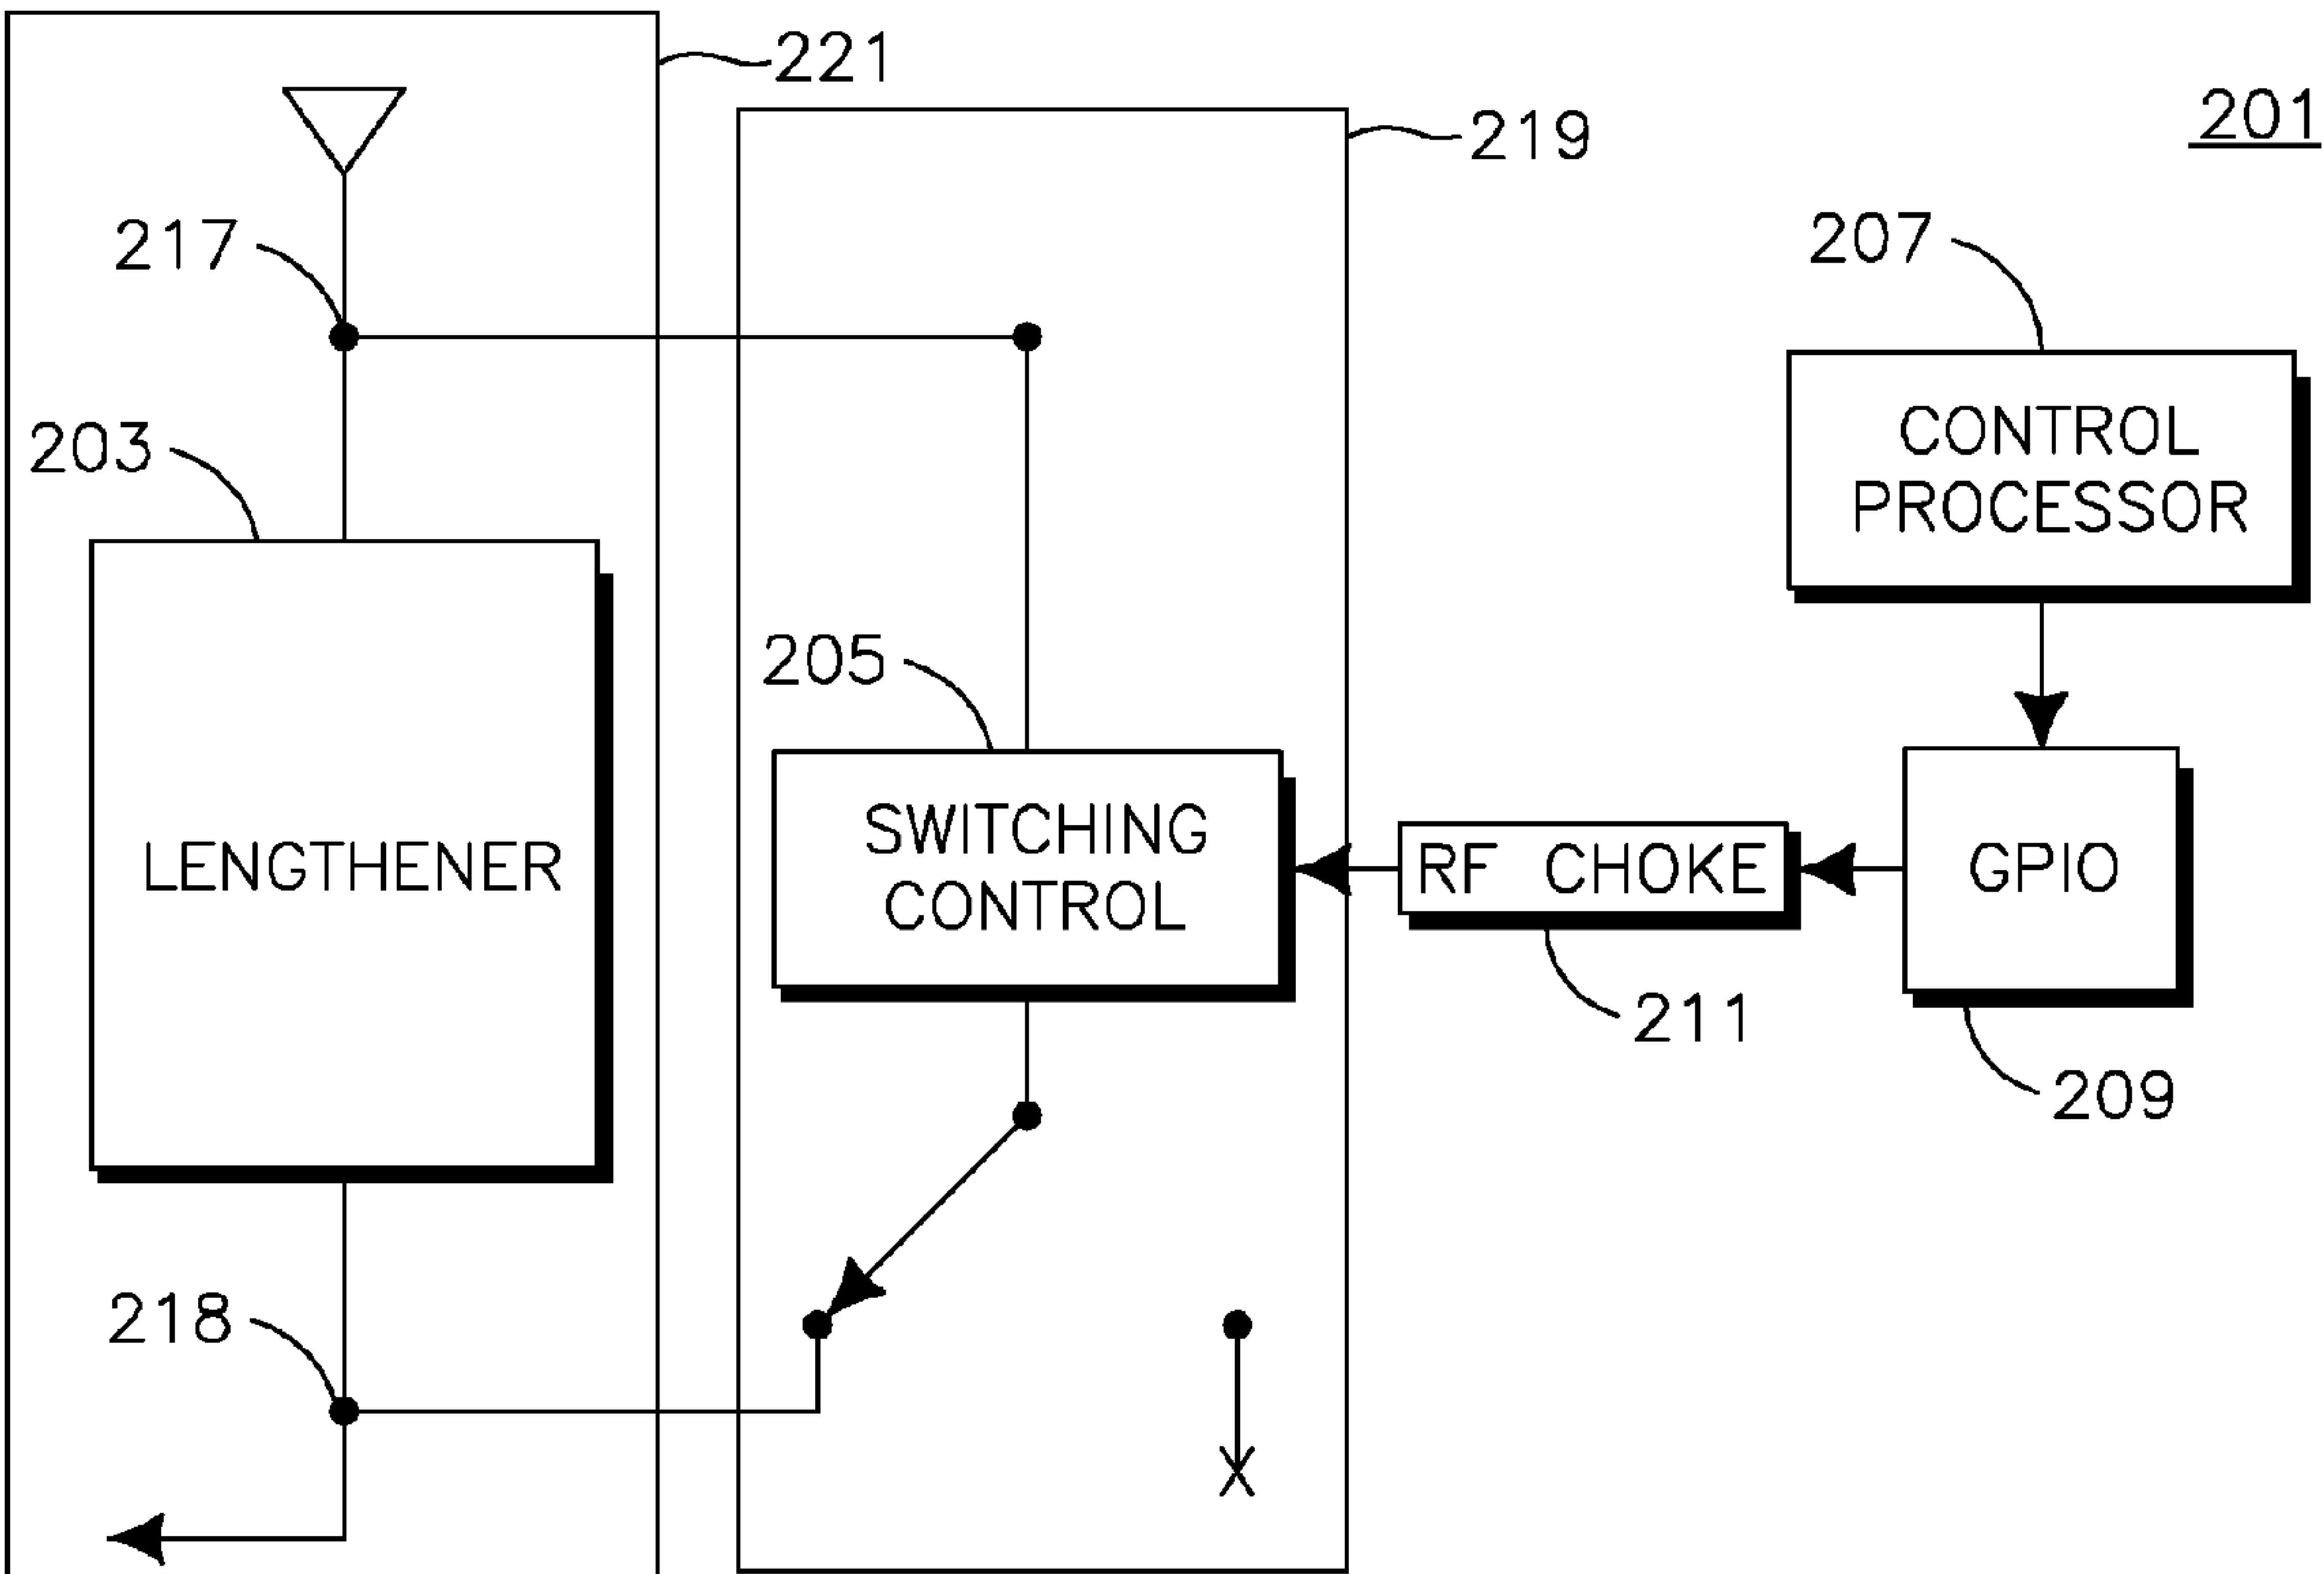 221
219
201
217
207
203
CONTROL
PROCESSOR
205
LENGTHENER
SWITCHING
CONTROL
RF CHOKE
GPIO
211
209
218
X